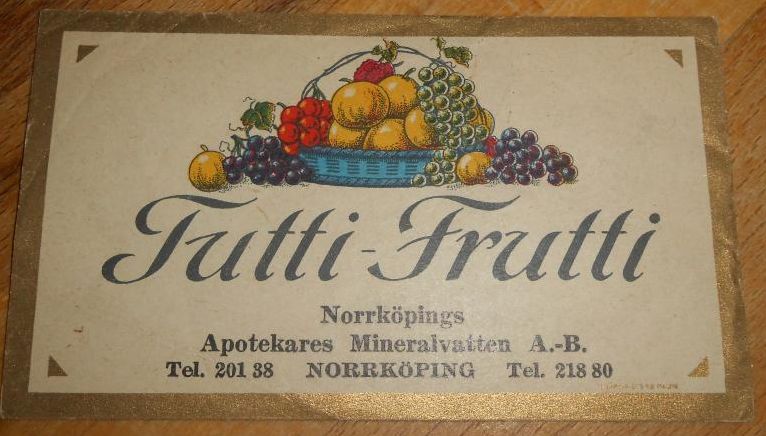 Tutti-Frutti
Norrköpings
Apotekares Mineralvatten A.-B.
Tel. 201 38 NORRKÖPING Tel. 218 80